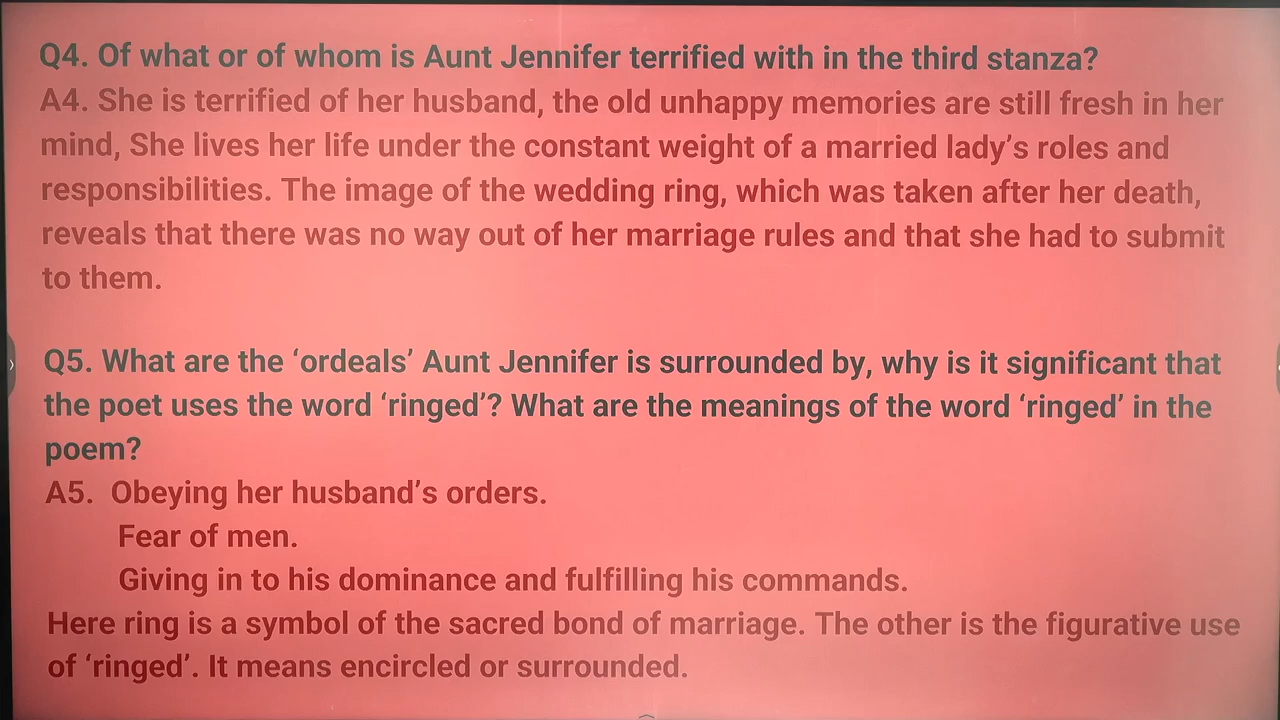 Q4. Of what or of whom is Aunt Jennifer terrified with in the third stanza?
A4. She is terrified of her husband, the old unhappy memories are still fresh in her
mind, She lives her life under the constant weight of a married lady's roles and
responsibilities. The image of the wedding ring, which was taken after her death,
reveals that there was no way out of her marriage rules and that she had to submit
to them.
Q5. What are the ‘ordeals’ Aunt Jennifer is surrounded by, why is it significant that
the poet uses the word ‘ringed’? What are the meanings of the word ‘ringed’ in the
poem?
A5. Obeying her husband’s orders.
Fear of men.
Giving in to his dominance and fulfilling his commands.
Here ring is a symbol of the sacred bond of marriage. The other is the figurative use
of ‘ringed’. It means encircled or surrounded.